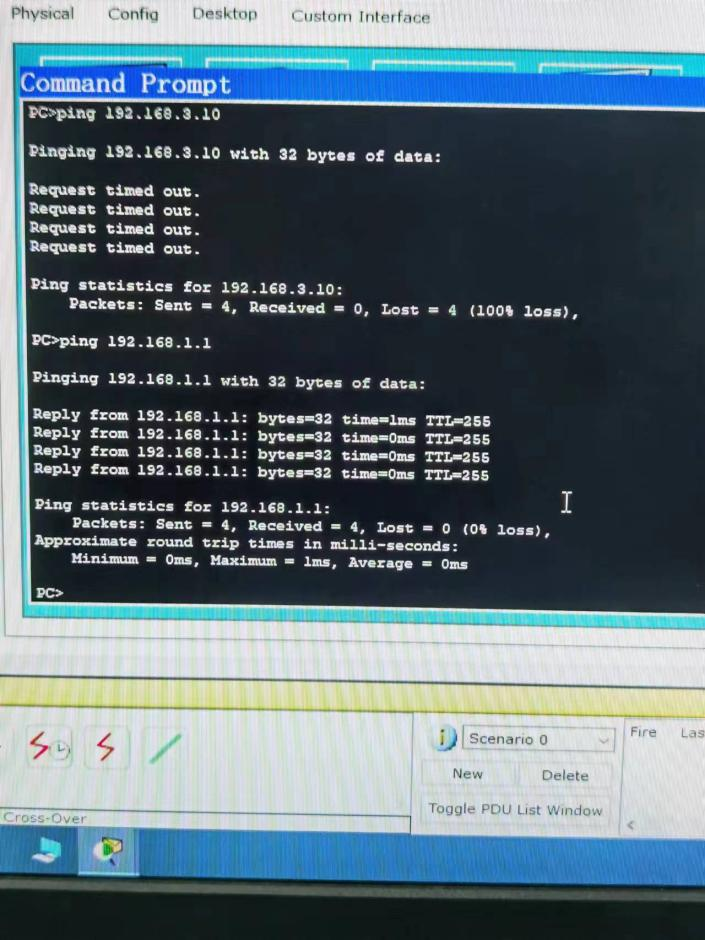 Physical Config Desktop Custom Interface
Command Prompt
PC>ping 192.168.3.10
Pinging 192.168.3.10 with 32 bytes of data:
Request timed out.
Request timed out.
Request timed out.
Request timed out.
Ping statistics for 192.168.3.10:
Packets: Sent = 4, Received = 0, Lost = 4 (100% loss),
PC>ping 192.168.1.1
Pinging 192.168.1.1 with 32 bytes of data:
Reply from 192.168.1.1: bytes=32 time=1ms TTL=255
Reply from 192.168.1.1: bytes=32 time=0ms TTL=255
Reply from 192.168.1.1: bytes=32 time=0ms TTL=255
Reply from 192.168.1.1: bytes=32 time=0ms TTL=255
Ping statistics for 192.168.1.1:
Packets: Sent = 4, Received = 4, Lost = 0 (0% loss),
Approximate round trip times in milli-seconds:
Minimum = 0ms, Maximum = 1ms, Average = 0ms
PC>
Scenario 0
Fire Las
New Delete
Toggle PDU List Window
Cross-Over